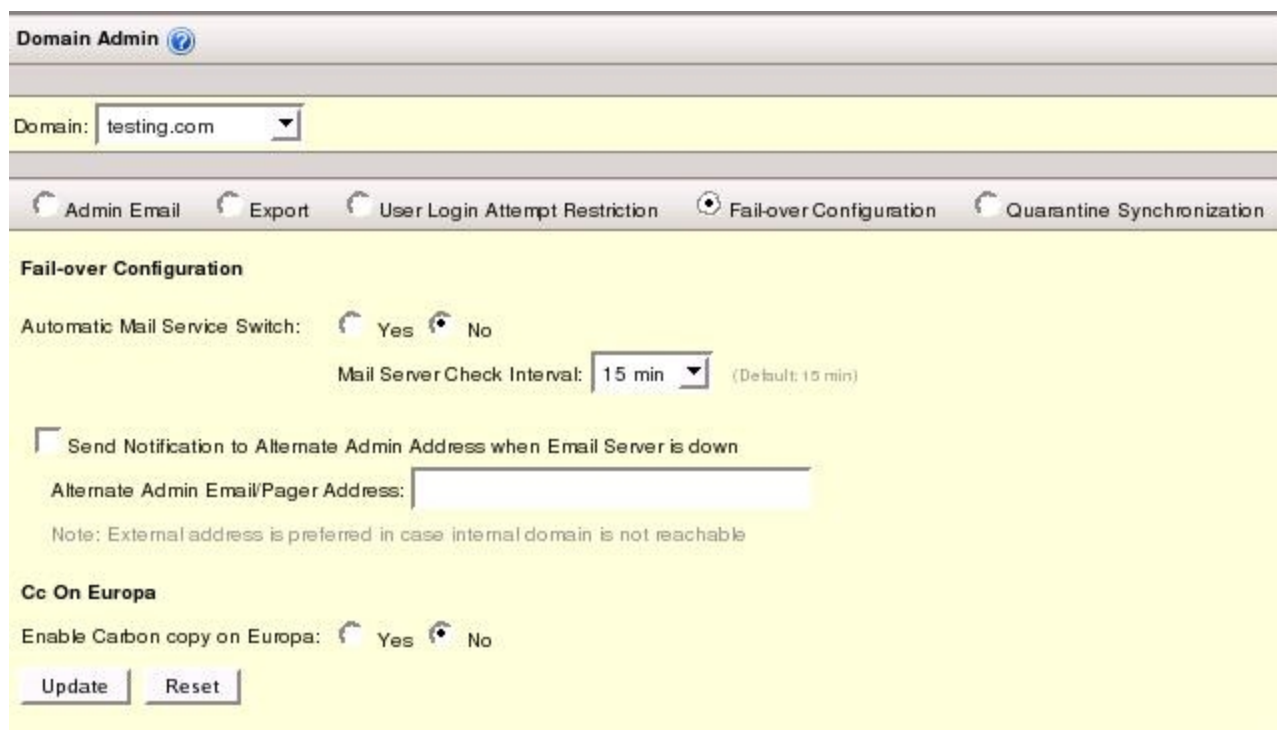 Domain Admin ?
Domain: testing.com
Admin Email Export User Login Attempt Restriction Fail-over Configuration Quarantine Synchronization
Fail-over Configuration
Automatic Mail Service Switch: Yes No
Mail Server Check Interval: 15 min (Default: 15 min)
Send Notification to Alternate Admin Address when Email Server is down
Alternate Admin Email/Pager Address:
Note: External address is preferred in case internal domain is not reachable
Cc On Europa
Enable Carbon copy on Europa: Yes No
Update Reset